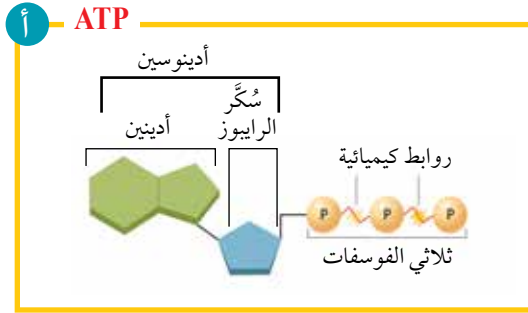 أ
ATP
أدينوسين
سُكَّر
الرايبوز
أدينين
روابط كيميائية
P P P
ثلاثي الفوسفات